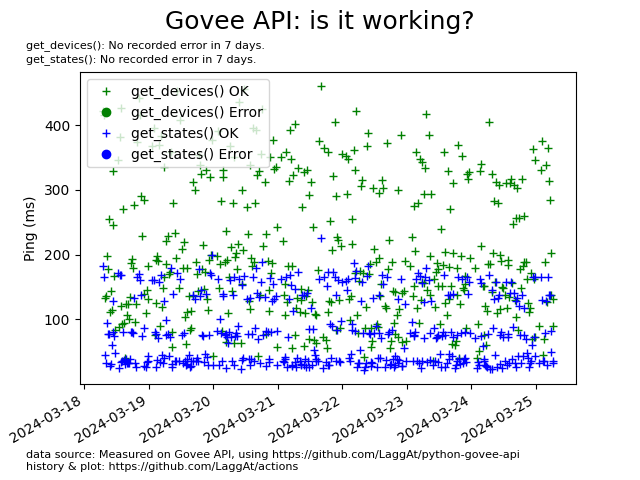 Govee API: is it working?
get_devices(): No recorded error in 7 days.
get_states(): No recorded error in 7 days.
get_devices() OK
get_devices() Error
get_states() OK
get_states() Error
Ping (ms)
400
300
200
100
2024-03-18
2024-03-19
2024-03-20
2024-03-21
2024-03-22
2024-03-23
2024-03-24
2024-03-25
data source: Measured on Govee API, using https://github.com/LaggAt/python-govee-api
history & plot: https://github.com/LaggAt/actions